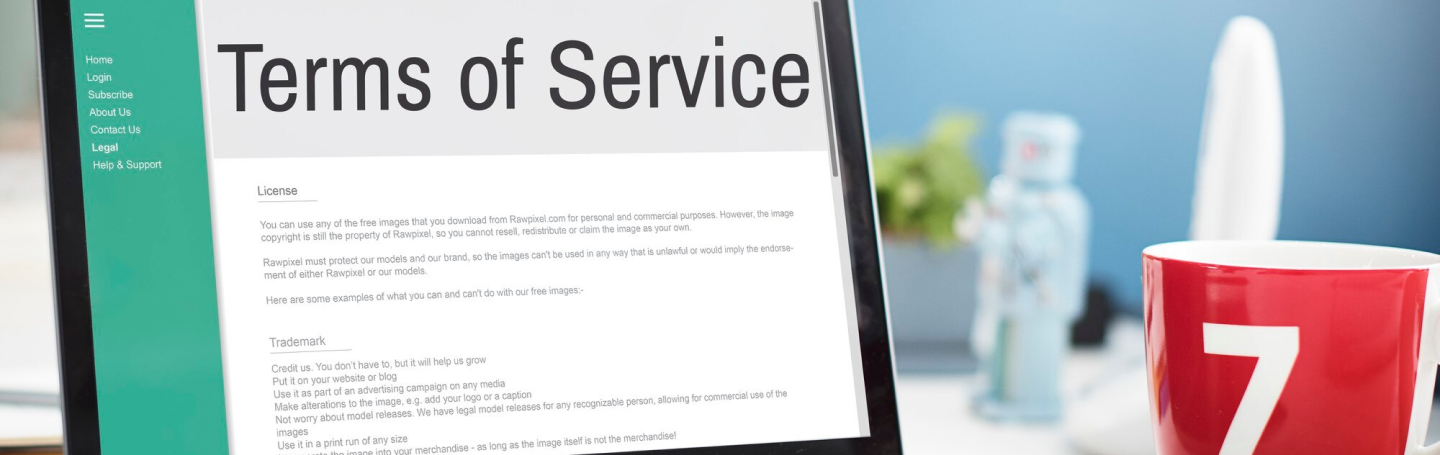 Terms of Service
Home
Login
Subscribe
About Us
Contact Us
Legal
Help & Support
License
You can use any of the free images that you download from Rawpixel.com for personal and commercial purposes. However, the image
copyright is still the property of Rawpixel, so you cannot resell, redistribute or claim the image as your own.
Rawpixel must protect our models and our brand, so the images can't be used in any way that is unlawful or would imply the endorse-
ment of either Rawpixel or our models.
Here are some examples of what you can and can't do with our free images:-
Trademark
Credit us. You don't have to, but it will help us grow
Put it on your website or blog
Use it as part of an advertising campaign on any media
Make alterations to the image, e.g. add your logo or a caption
Not worry about model releases. We have legal model releases for any recognizable person, allowing for commercial use of the
images
Use it in a print run of any size
the image into your merchandise - as long as the image itself is not the merchandise!
7